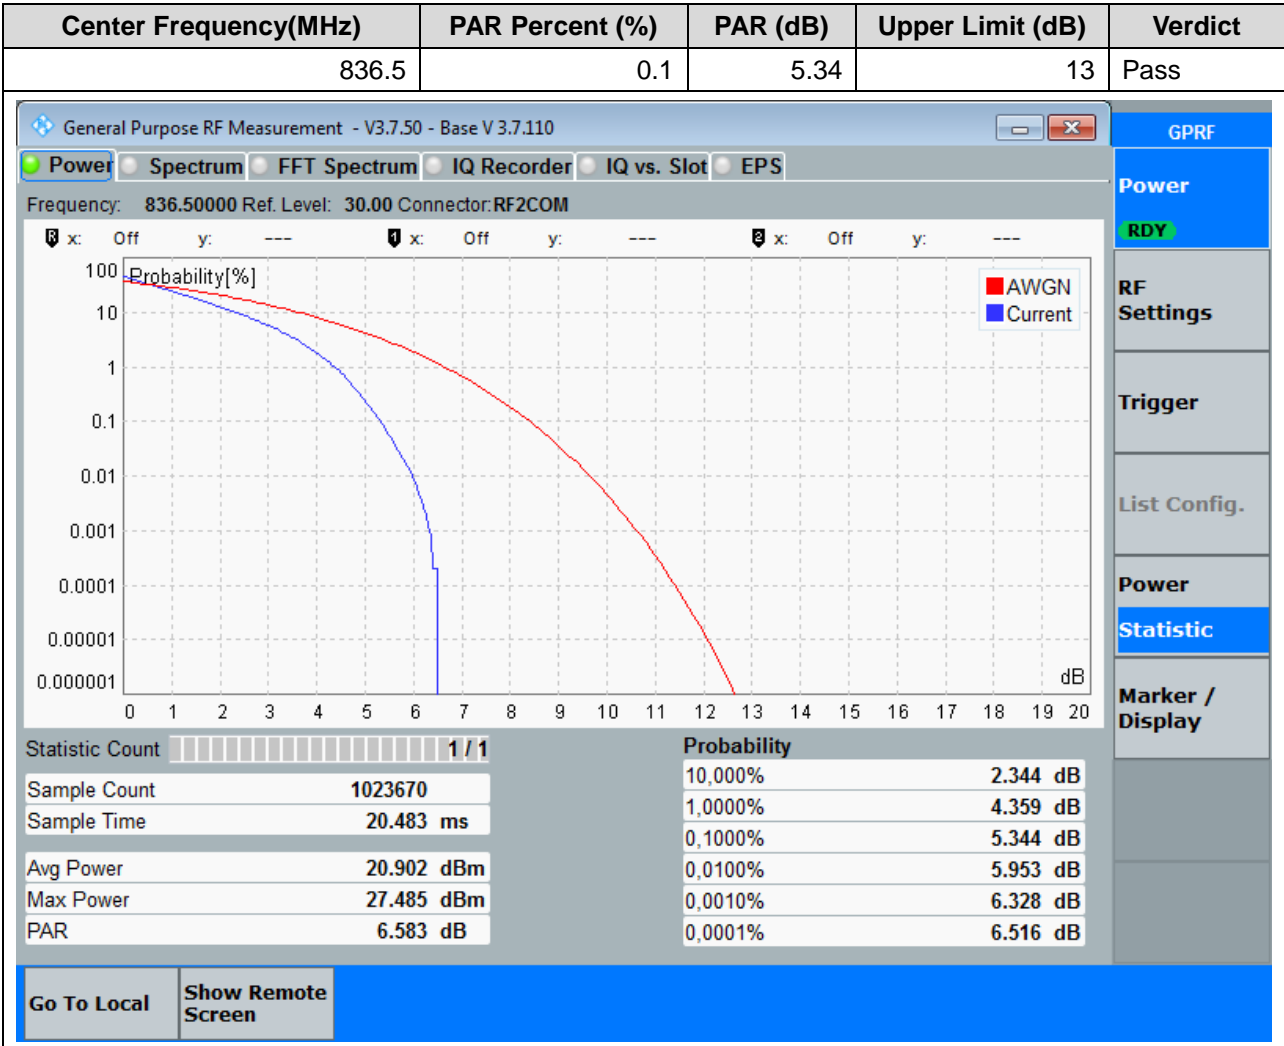 Center Frequency(MHz) PAR Percent (%) PAR (dB) Upper Limit (dB) Verdict
836.5 0.1 5.34 13 Pass
General Purpose RF Measurement - V3.7.50 - Base V 3.7.110
GPRF
Power Spectrum FFT Spectrum IQ Recorder IQ vs. Slot EPS
Frequency: 836.50000 Ref. Level: 30.00 Connector: RF2COM
R x: Off y: --- 1 x: Off y: --- 2 x: Off y: ---
Probability[%]
AWGN
Current
100
10
1
0.1
0.01
0.001
0.0001
0.00001
0.000001
dB
0 1 2 3 4 5 6 7 8 9 10 11 12 13 14 15 16 17 18 19 20
Statistic Count 1 / 1
Sample Count 1023670
Sample Time 20.483 ms
Avg Power 20.902 dBm
Max Power 27.485 dBm
PAR 6.583 dB
Probability
10,000% 2.344 dB
1,0000% 4.359 dB
0,1000% 5.344 dB
0,0100% 5.953 dB
0,0010% 6.328 dB
0,0001% 6.516 dB
Power
RDY
RF
Settings
Trigger
List Config.
Power
Statistic
Marker /
Display
Go To Local
Show Remote
Screen